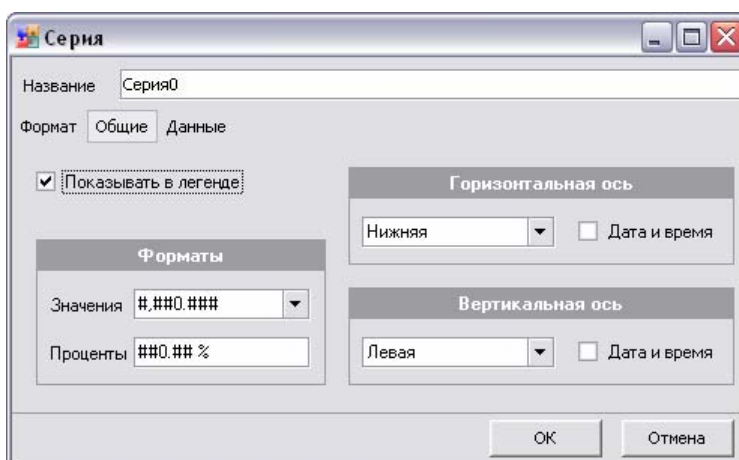 Серия
Название Серия0
Формат Общие Данные
Показывать в легенде
Горизонтальная ось
Нижняя Дата и время
Форматы
Значения #,##0.###
Проценты ##0.## %
Вертикальная ось
Левая Дата и время
ОК Отмена